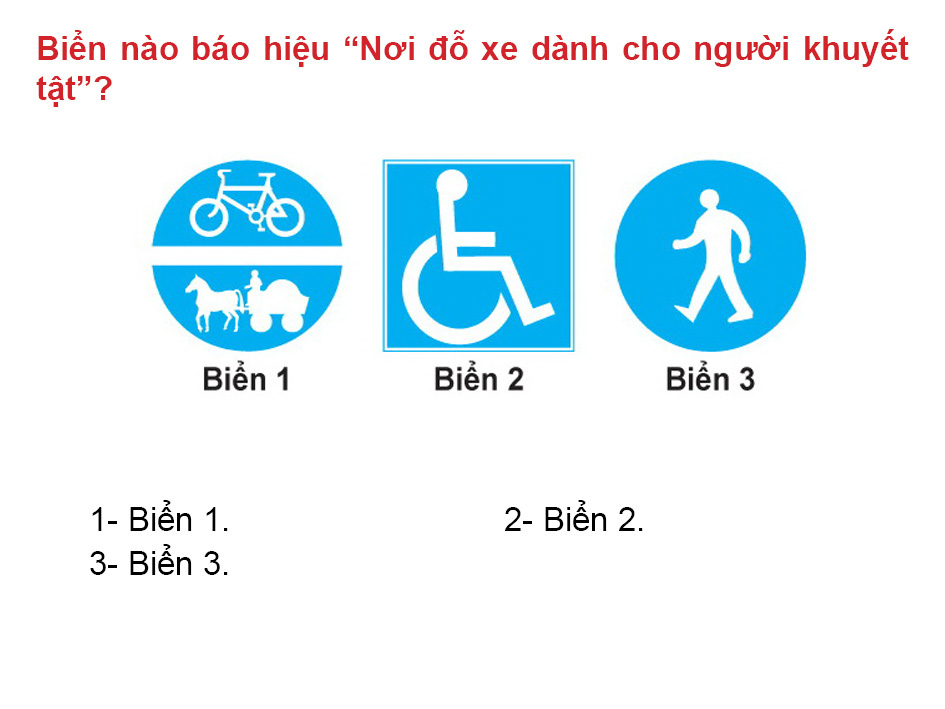 Biển nào báo hiệu “Nơi đỗ xe dành cho người khuyết
tật”?
Biển 1
Biển 2
Biển 3
1- Biển 1.
2- Biển 2.
3- Biển 3.